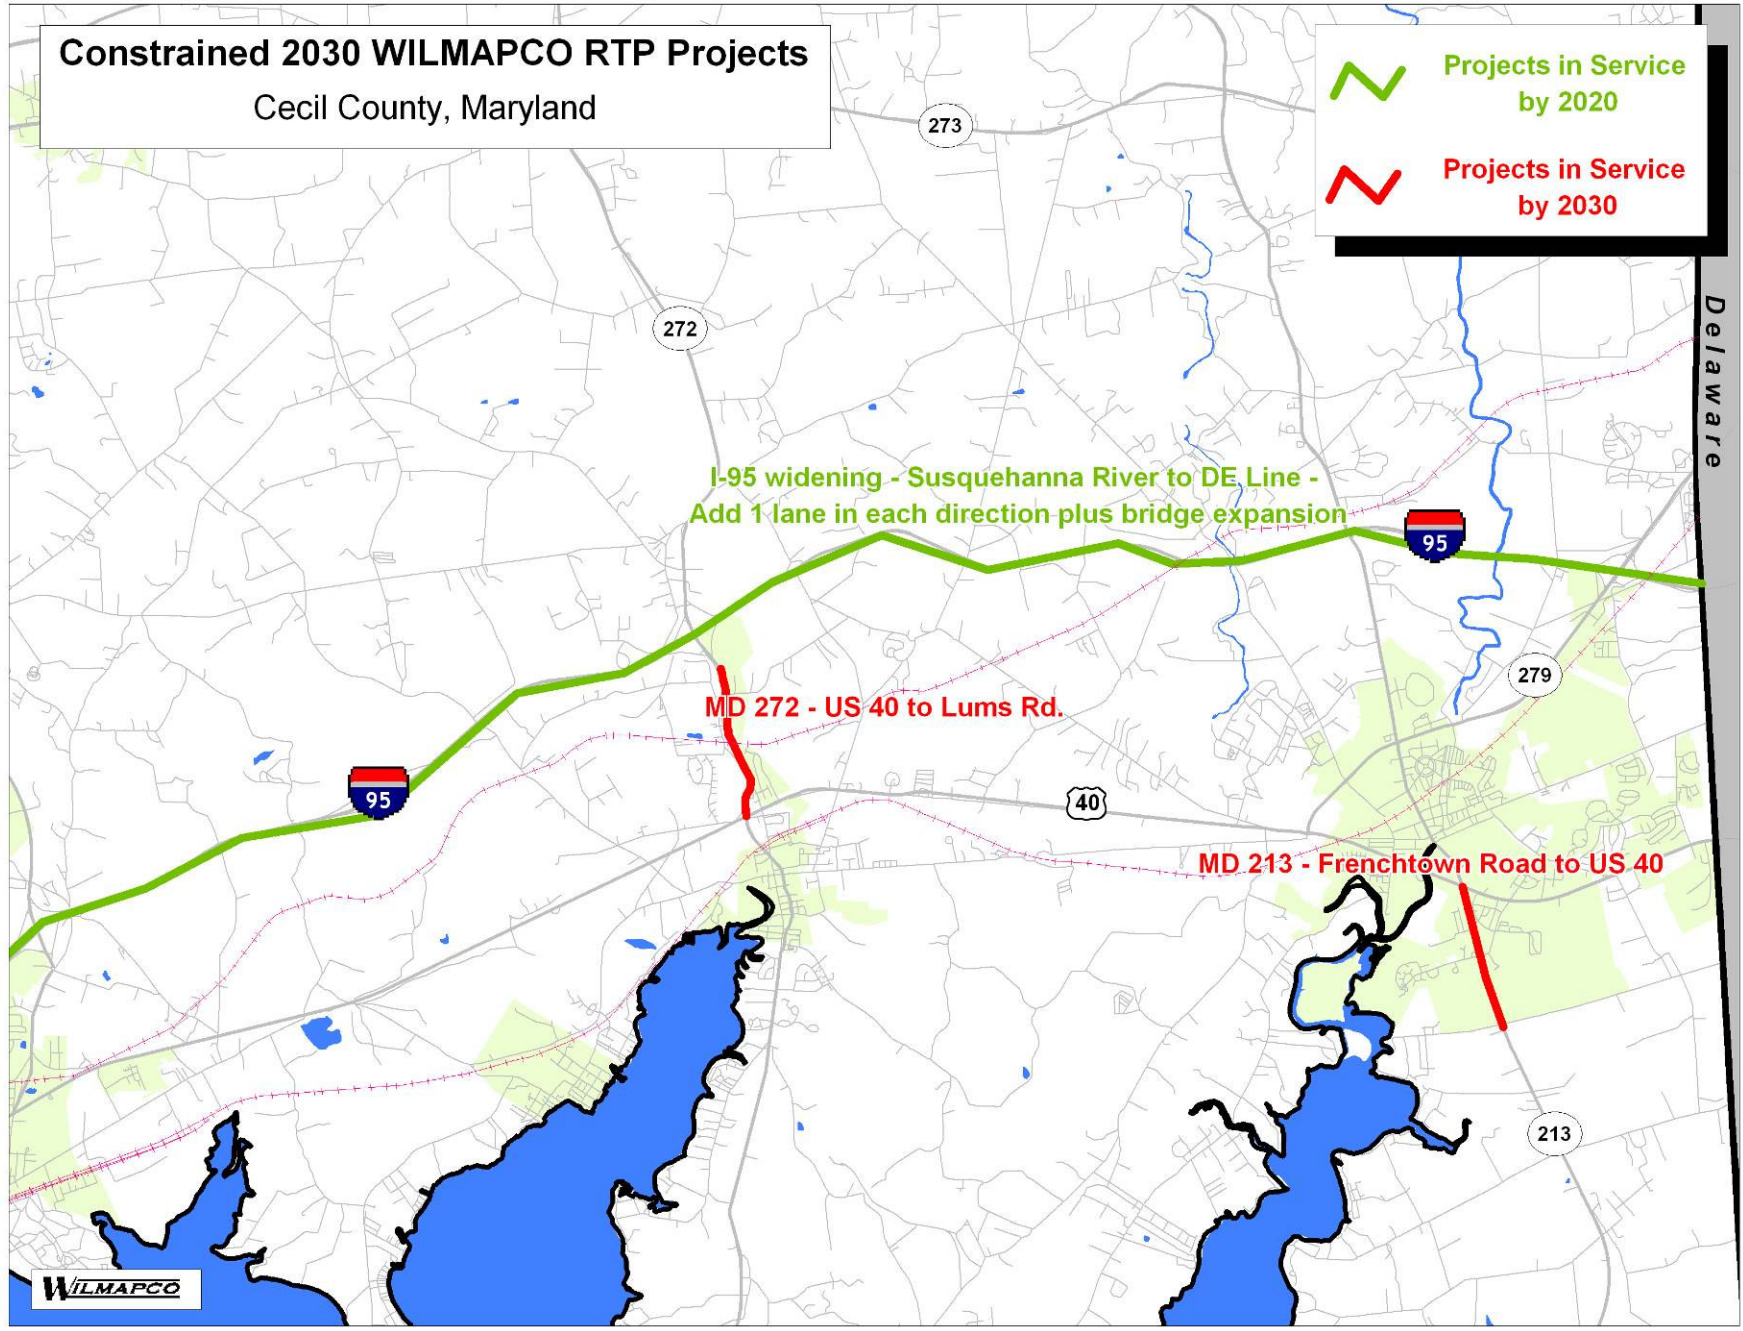 Constrained 2030 WILMAPCO RTP Projects
Cecil County, Maryland
Projects in Service
by 2020
Projects in Service
by 2030
273
272
Delaware
I-95 widening - Susquehanna River to DE Line -
Add 1 lane in each direction plus bridge expansion
95
279
MD 272 - US 40 to Lums Rd.
95
40
MD 213 - Frenchtown Road to US 40
213
WILMAPCO